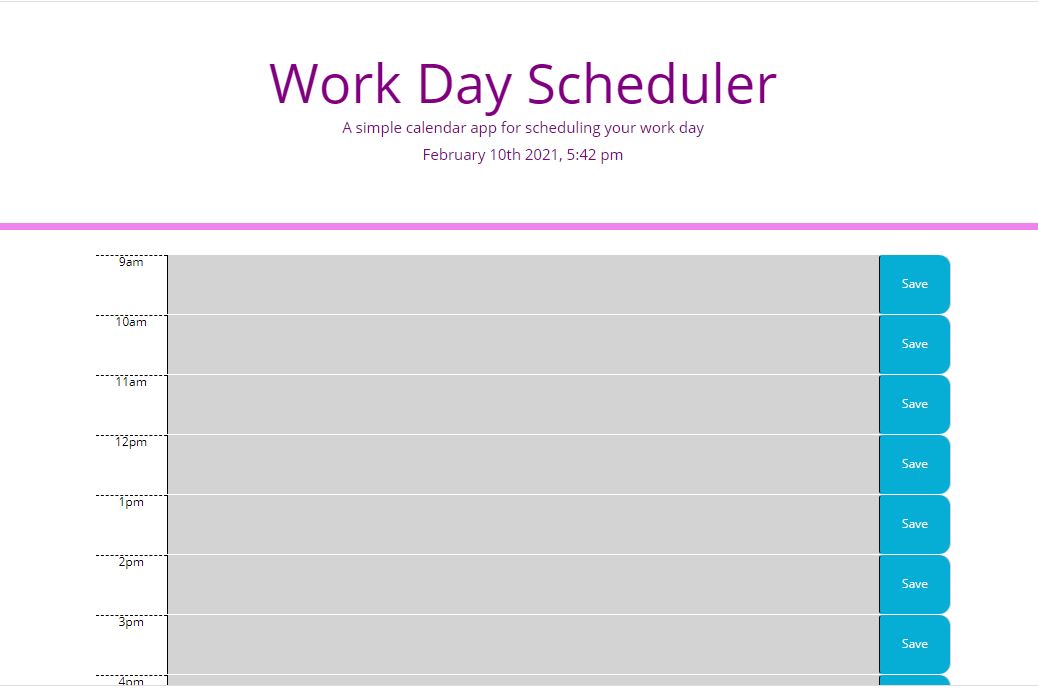 Work Day Scheduler
A simple calendar app for scheduling your work day
February 10th 2021, 5:42 pm
9am
Save
10am
Save
11am
Save
12pm
Save
1pm
Save
2pm
Save
3pm
Save
4pm